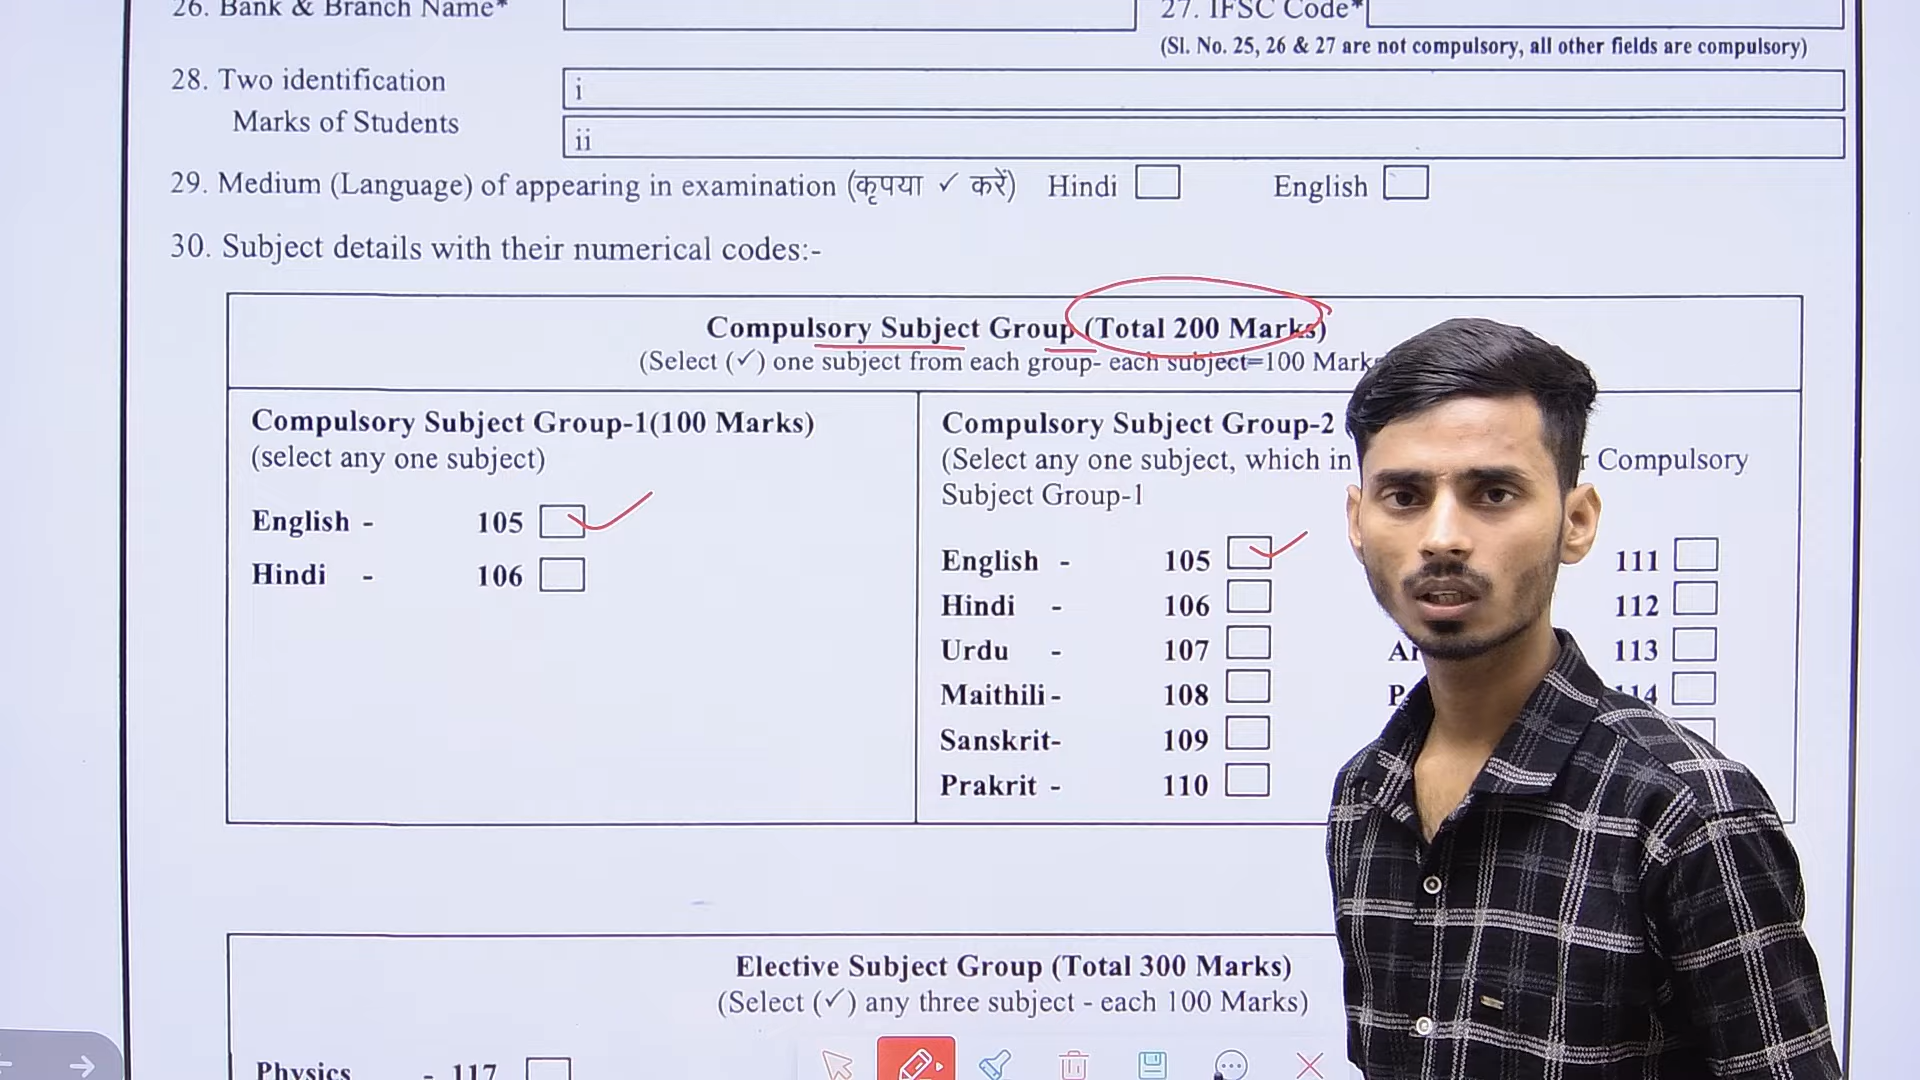 26. Bank & Branch Name*
27. IFSC Code*
(Sl. No. 25, 26 & 27 are not compulsory, all other fields are compulsory)
28. Two identification
Marks of Students
i
ii
29. Medium (Language) of appearing in examination (कृपया ✓ करें) Hindi English
30. Subject details with their numerical codes:-
Compulsory Subject Group (Total 200 Marks)
(Select (✓) one subject from each group- each subject=100 Mark
Compulsory Subject Group-1(100 Marks)
(select any one subject)
English - 105
Hindi - 106
Compulsory Subject Group-2
(Select any one subject, which in Compulsory
Subject Group-1
English - 105
Hindi - 106
Urdu - 107
Maithili - 108
Sanskrit- 109
Prakrit - 110
111
112
113
114
Elective Subject Group (Total 300 Marks)
(Select (✓) any three subject - each 100 Marks)
Physics - 117